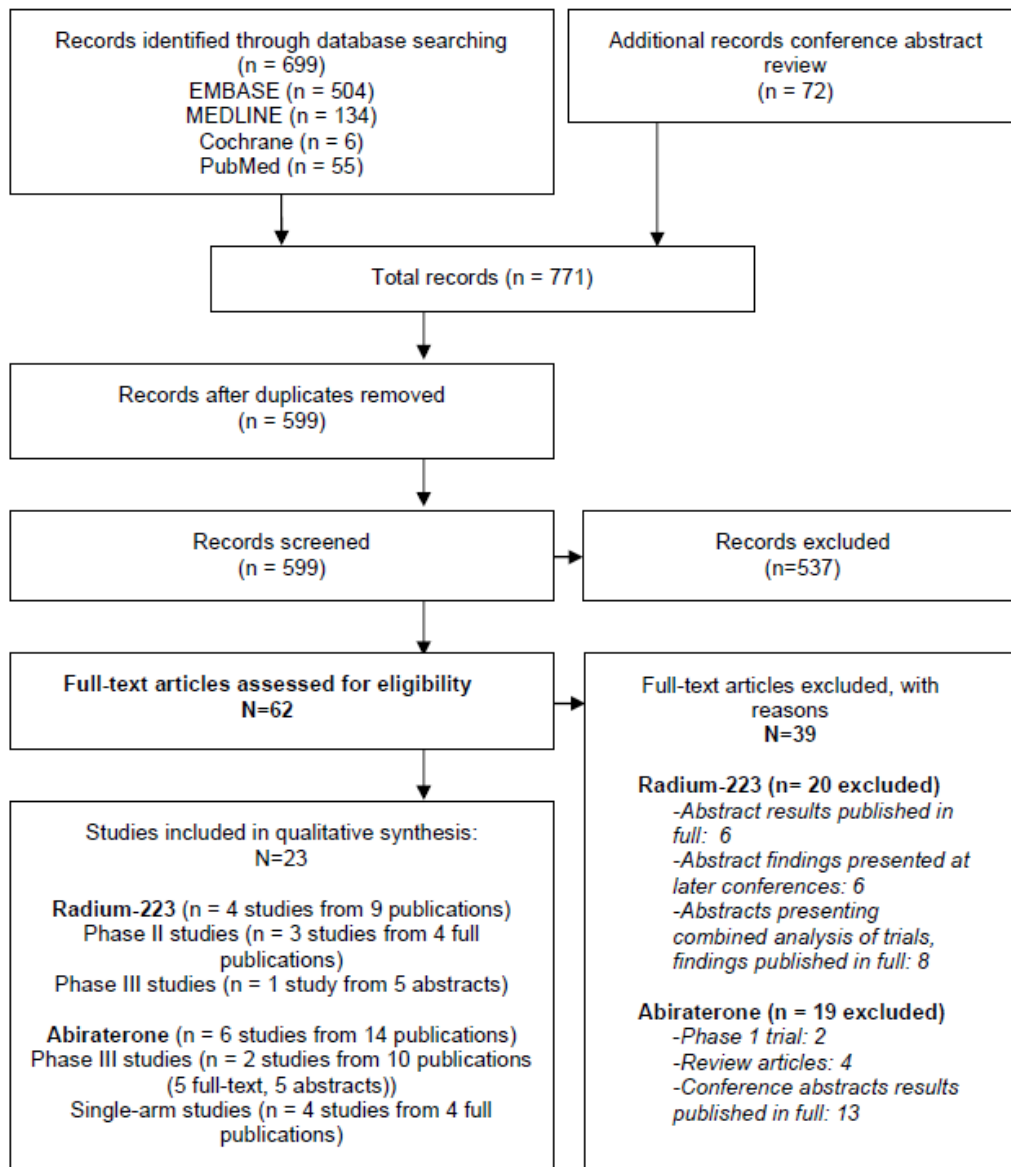 Records identified through database searching
(n = 699)
EMBASE (n = 504)
MEDLINE (n = 134)
Cochrane (n = 6)
PubMed (n = 55)
Additional records conference abstract
review
(n = 72)
Total records (n = 771)
Records after duplicates removed
(n = 599)
Records screened
(n = 599)
Records excluded
(n=537)
Full-text articles assessed for eligibility
N=62
Full-text articles excluded, with
reasons
N=39
Radium-223 (n= 20 excluded)
-Abstract results published in
full: 6
-Abstract findings presented at
later conferences: 6
-Abstracts presenting
combined analysis of trials,
findings published in full: 8
Abiraterone (n = 19 excluded)
-Phase 1 trial: 2
-Review articles: 4
-Conference abstracts results
published in full: 13
Studies included in qualitative synthesis:
N=23
Radium-223 (n = 4 studies from 9 publications)
Phase II studies (n = 3 studies from 4 full
publications)
Phase III studies (n = 1 study from 5 abstracts)
Abiraterone (n = 6 studies from 14 publications)
Phase III studies (n = 2 studies from 10 publications
(5 full-text, 5 abstracts))
Single-arm studies (n = 4 studies from 4 full
publications)